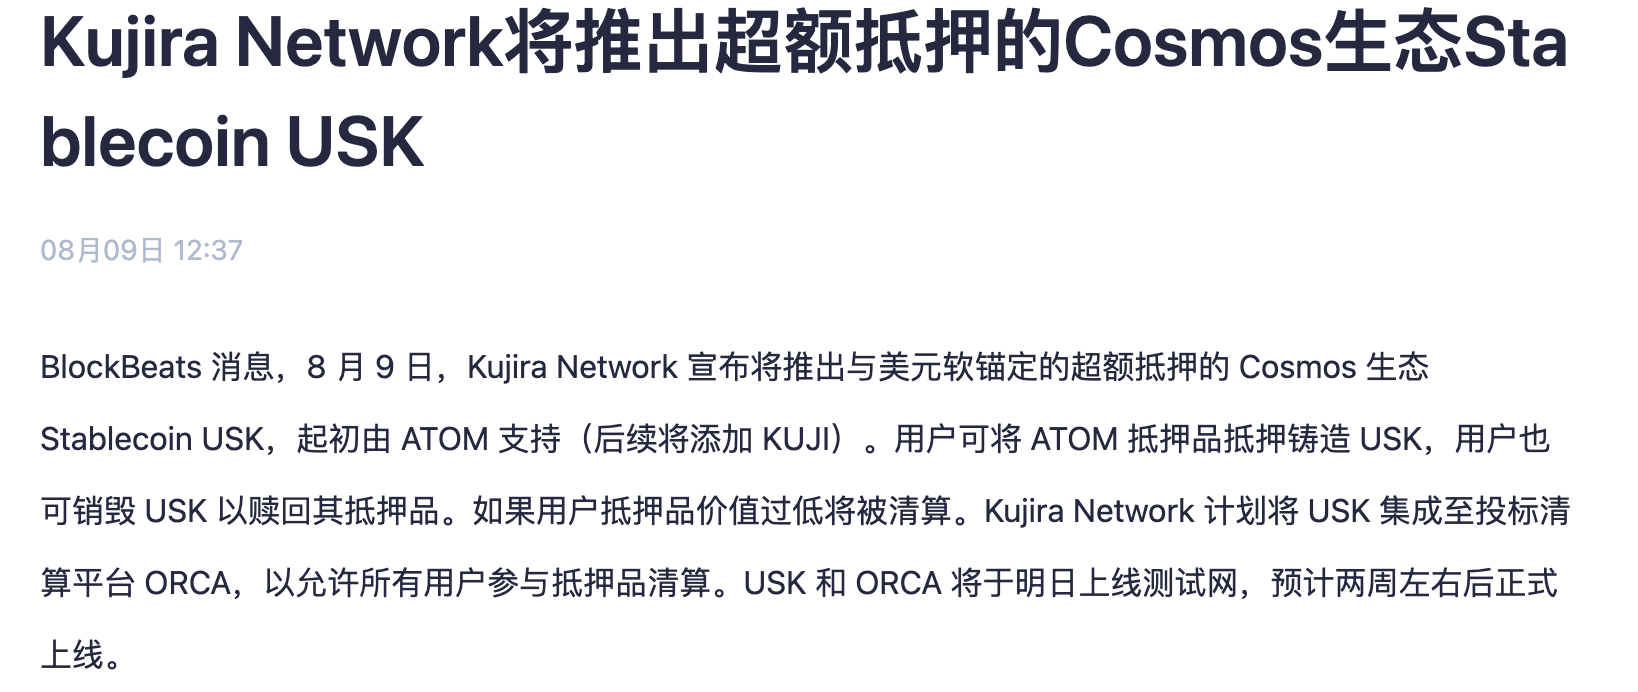 Kujira Network将推出超额抵押的Cosmos生态Sta
blecoin USK
08月09日 12:37
BlockBeats 消息，8 月 9 日，Kujira Network 宣布将推出与美元软锚定的超额抵押的 Cosmos 生态
Stablecoin USK，起初由 ATOM 支持（后续将添加 KUJI）。用户可将 ATOM 抵押品抵押铸造 USK，用户也
可销毁 USK 以赎回其抵押品。如果用户抵押品价值过低将被清算。Kujira Network 计划将 USK 集成至投标清
算平台 ORCA，以允许所有用户参与抵押品清算。USK 和 ORCA 将于明日上线测试网，预计两周左右后正式
上线。